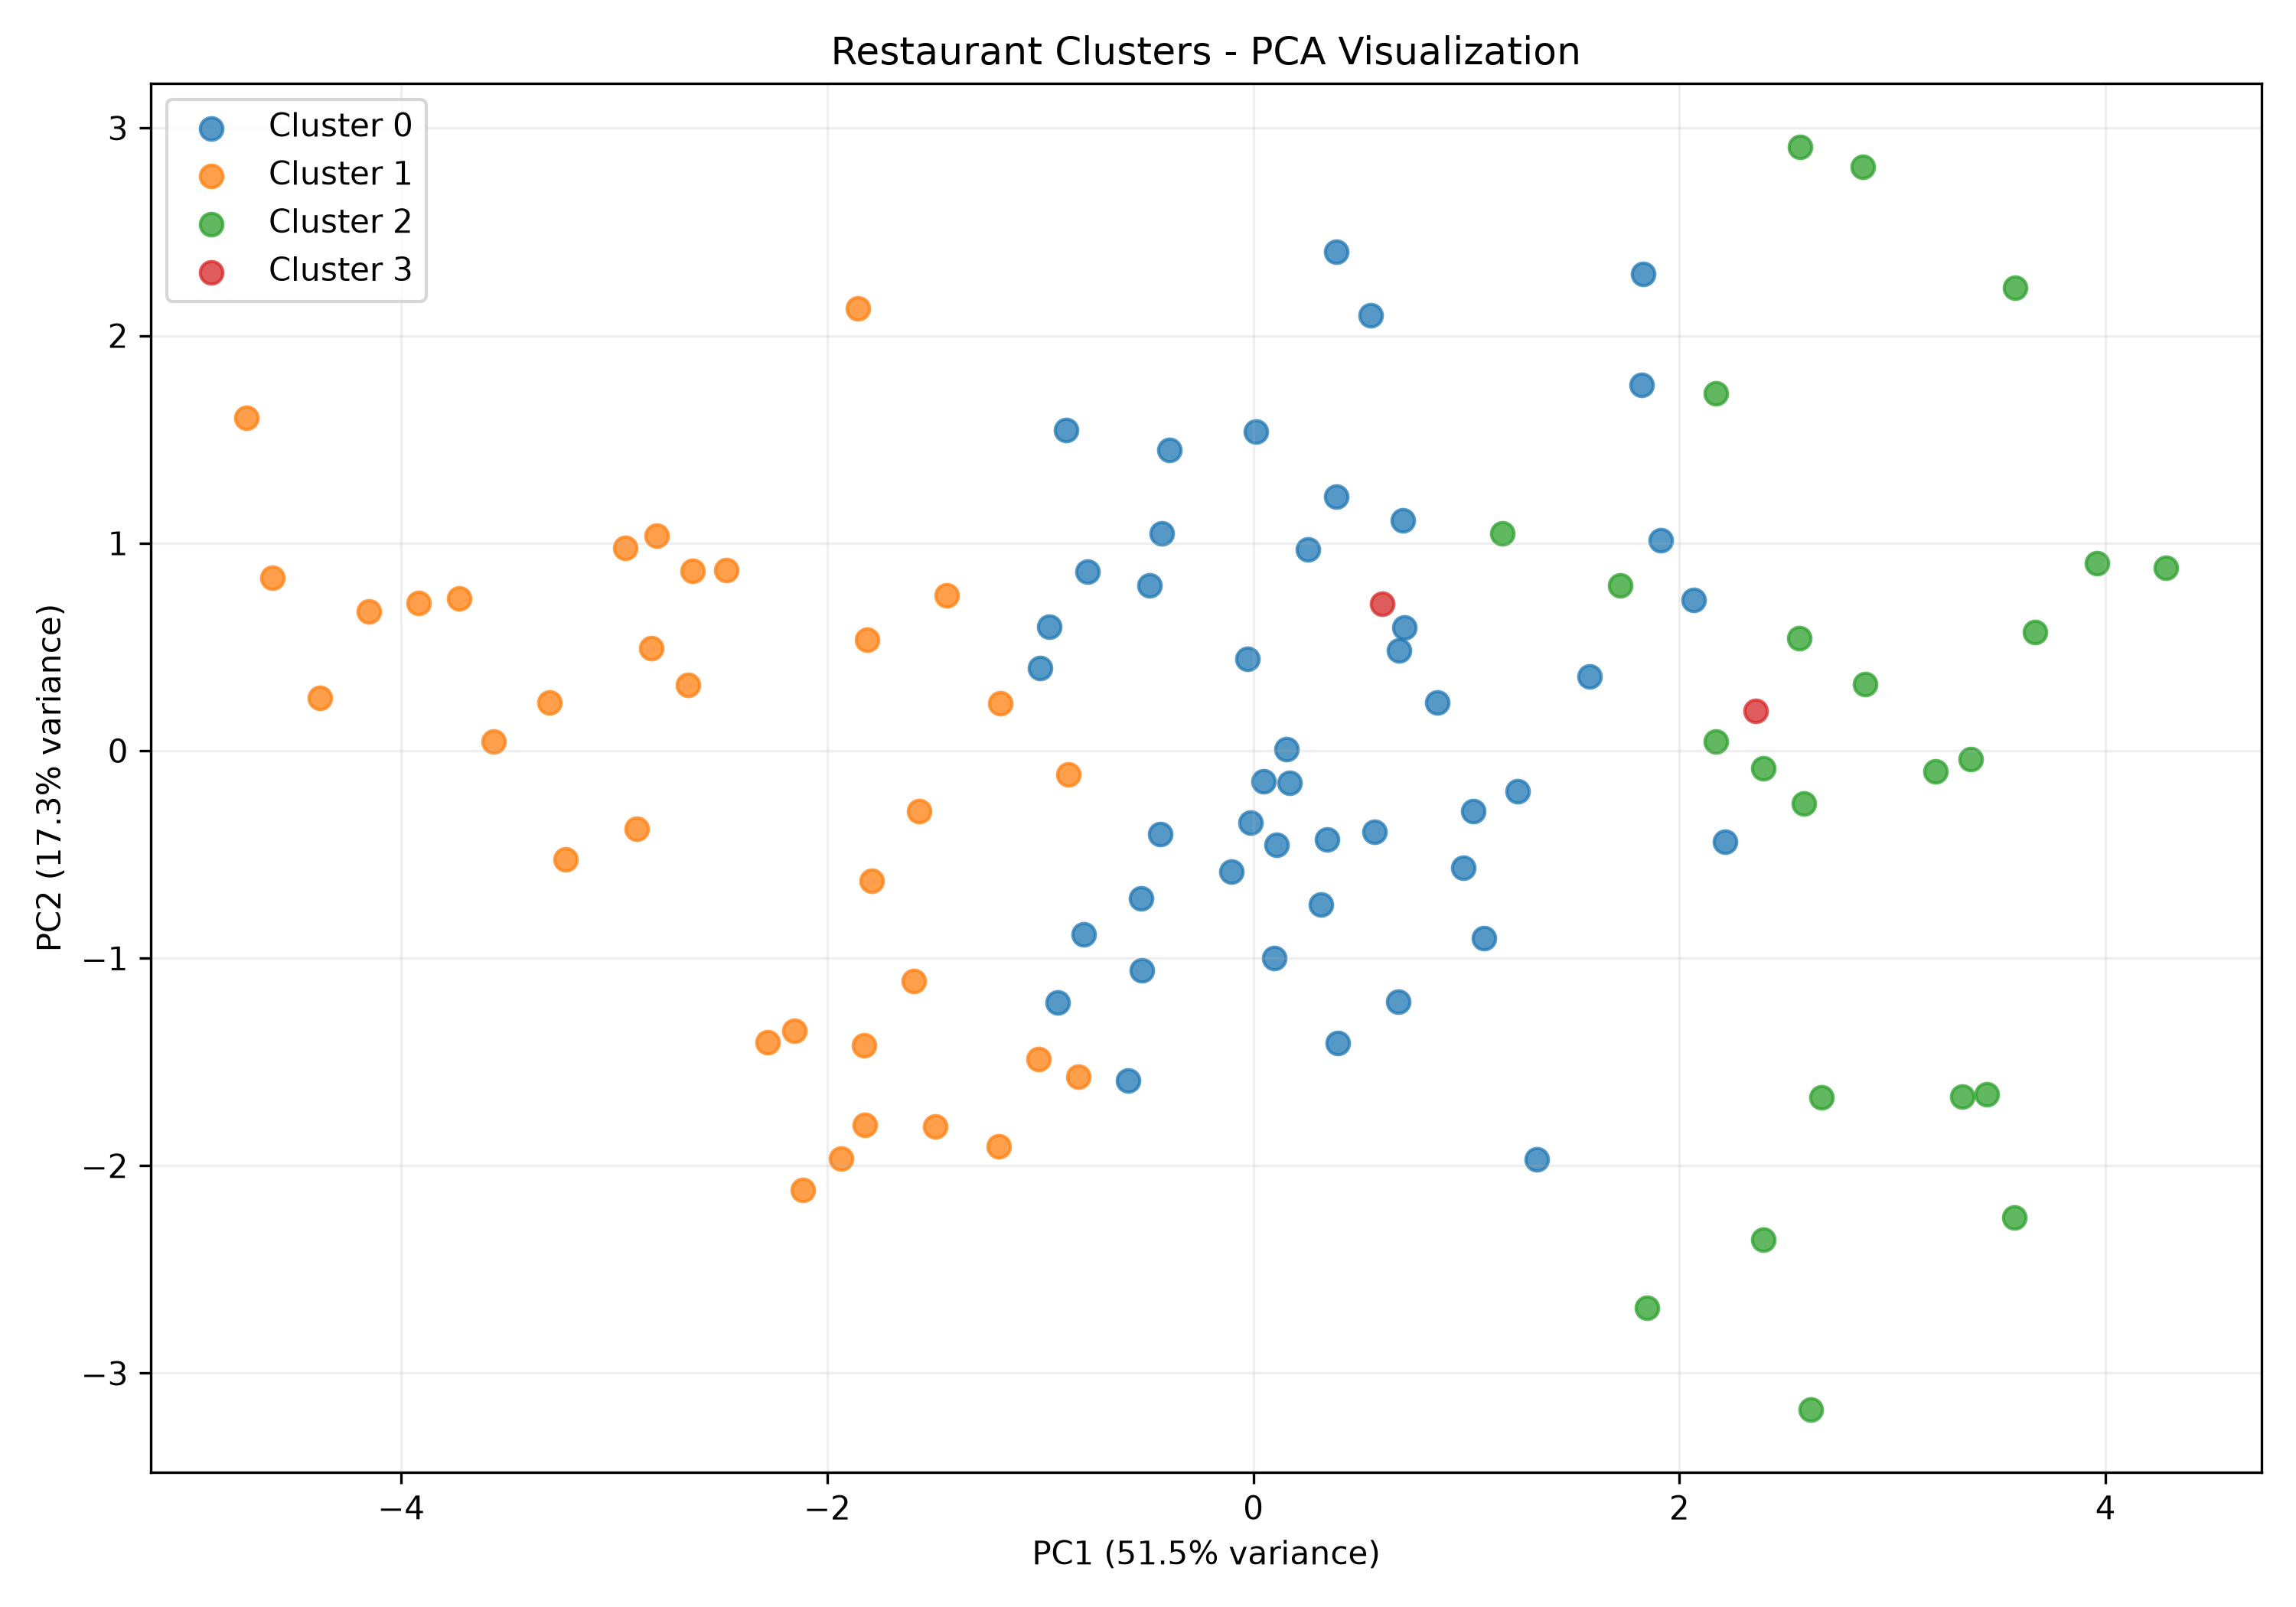 Restaurant Clusters - PCA Visualization
Cluster 0
Cluster 1
Cluster 2
Cluster 3
3
2
1
0
−1
−2
−3
PC2 (17.3% variance)
−4
−2
0
2
4
PC1 (51.5% variance)